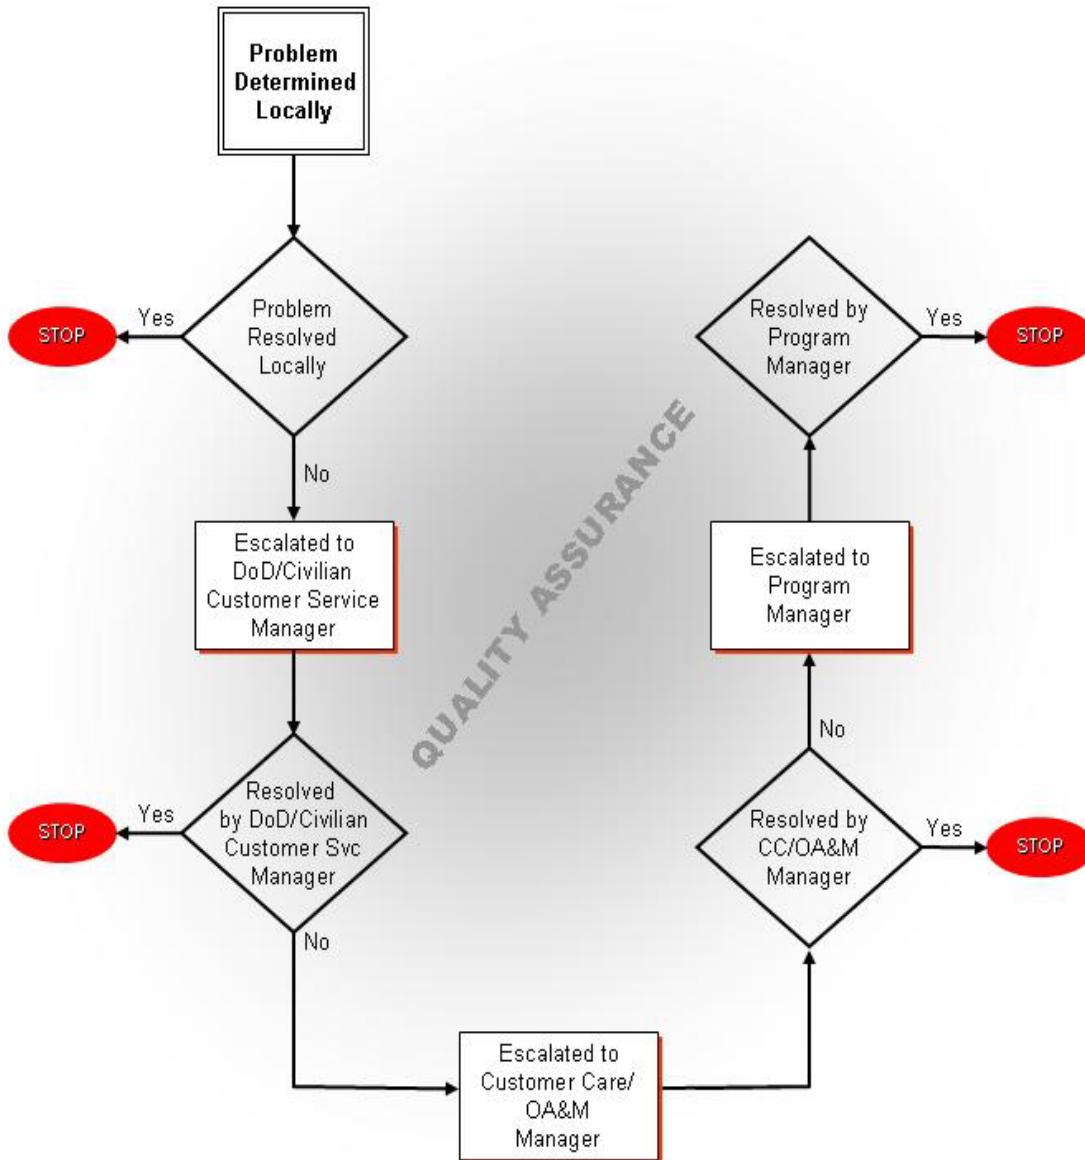 Problem
Determined
Locally
Problem
Resolved
Locally
Yes
STOP
No
Escalated to
DoD/Civilian
Customer Service
Manager
Resolved
by DoD/Civilian
Customer Svc
Manager
Yes
STOP
No
Escalated to
Customer Care/
OA&M
Manager
Resolved by
CC/OA&M
Manager
Yes
STOP
No
Escalated to
Program
Manager
Resolved by
Program
Manager
Yes
STOP
QUALITY ASSURANCE